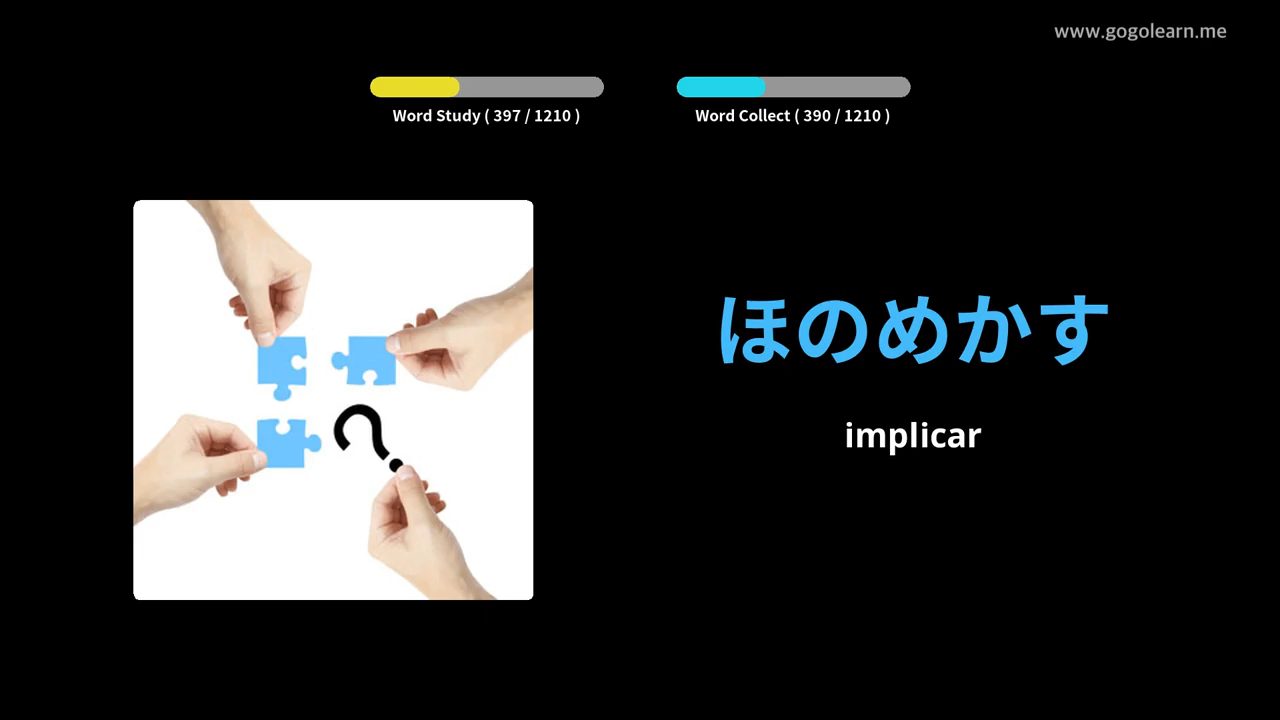 www.gogolearn.me
Word Study ( 397 / 1210 )
Word Collect ( 390 / 1210 )
?
ほのめかす
implicar